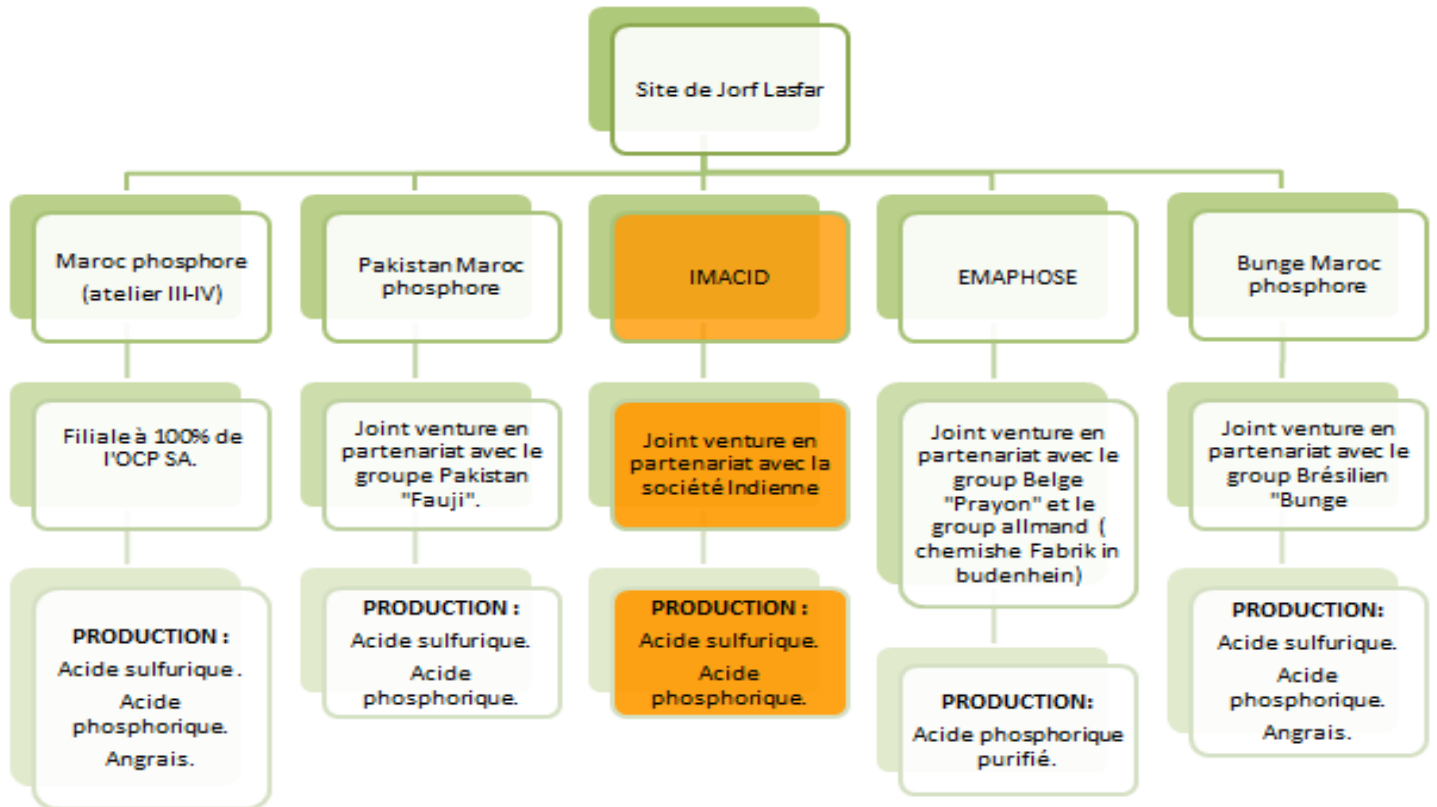 Site de Jorf Lasfar
Maroc phosphore
(atelier III-IV)
Pakistan Maroc
phosphore
IMACID
EMAPHOSE
Bunge Maroc
phosphore
Filiale à 100% de
l'OCP SA.
Joint venture en
partenariat avec le
groupe Pakistan
"Fauji".
Joint venture en
partenariat avec la
société Indienne
Joint venture en
partenariat avec le
group Belge
"Prayon" et le
group allmand (
chemishe Fabrik in
budenhein)
Joint venture en
partenariat avec le
group Brésilien
"Bunge
PRODUCTION :
Acide sulfurique.
Acide
phosphorique.
Angrais.
PRODUCTION :
Acide sulfurique.
Acide
phosphorique.
PRODUCTION :
Acide sulfurique.
Acide
phosphorique.
PRODUCTION:
Acide phosphorique
purifié.
PRODUCTION:
Acide sulfurique.
Acide
phosphorique.
Angrais.